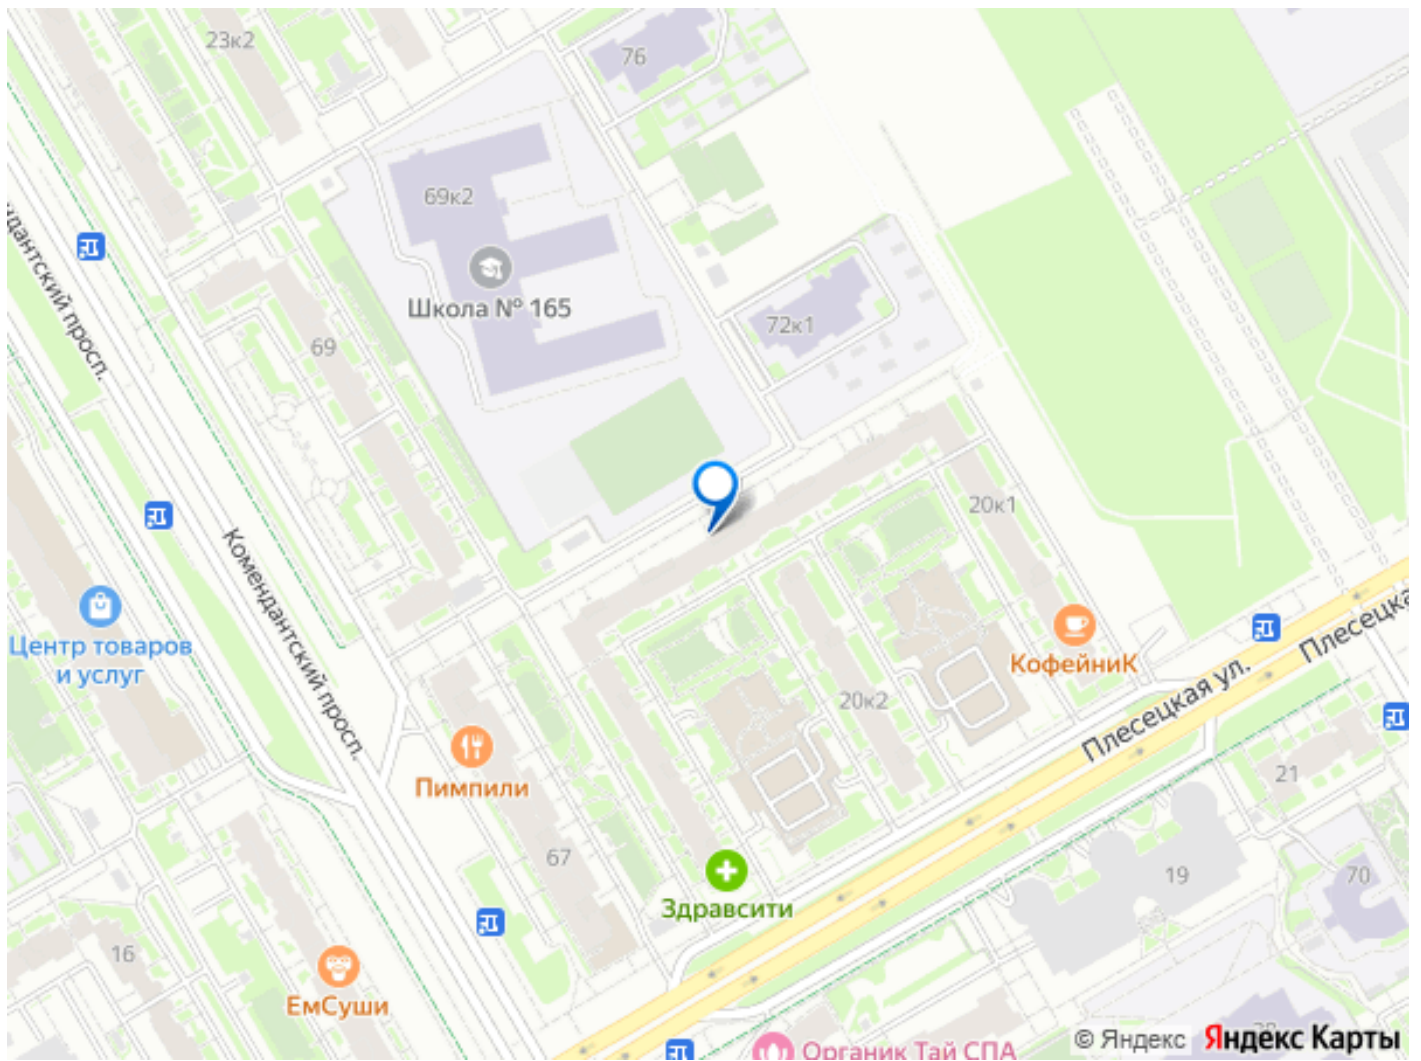 23к2
76
69к2
Школа № 165
69
72к1
дантский просп.
Комендантский просп.
20к1
Центр товаров
и услуг
КофейниК
Плесецкая ул.
Плесецка
20к2
Пимпили
21
67
Здравсити
19
70
16
ЕмСуши
Органик Тай СПА
© Яндекс Яндекс Карты